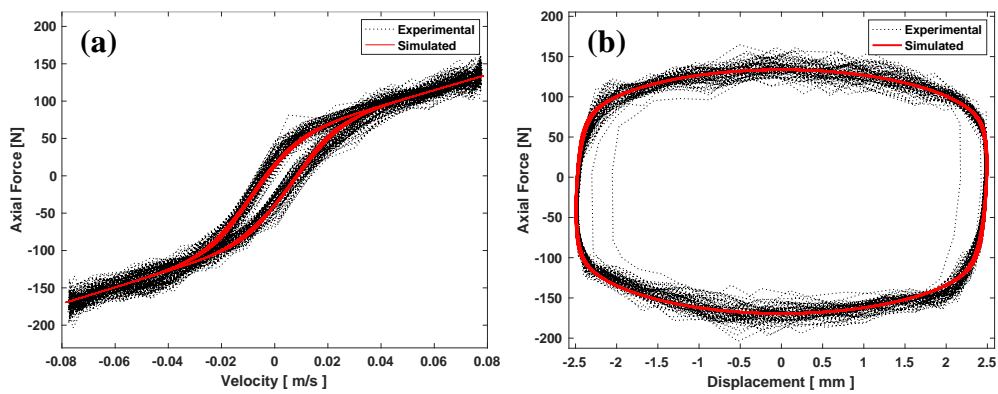 (a)
Experimental
Simulated
Axial Force [N]
200
150
100
50
0
-50
-100
-150
-200
-0.08 -0.06 -0.04 -0.02 0 0.02 0.04 0.06 0.08
Velocity [ m/s ]
(b)
Experimental
Simulated
Axial Force [N]
200
150
100
50
0
-50
-100
-150
-200
-2.5 -2 -1.5 -1 -0.5 0 0.5 1 1.5 2 2.5
Displacement [ mm ]